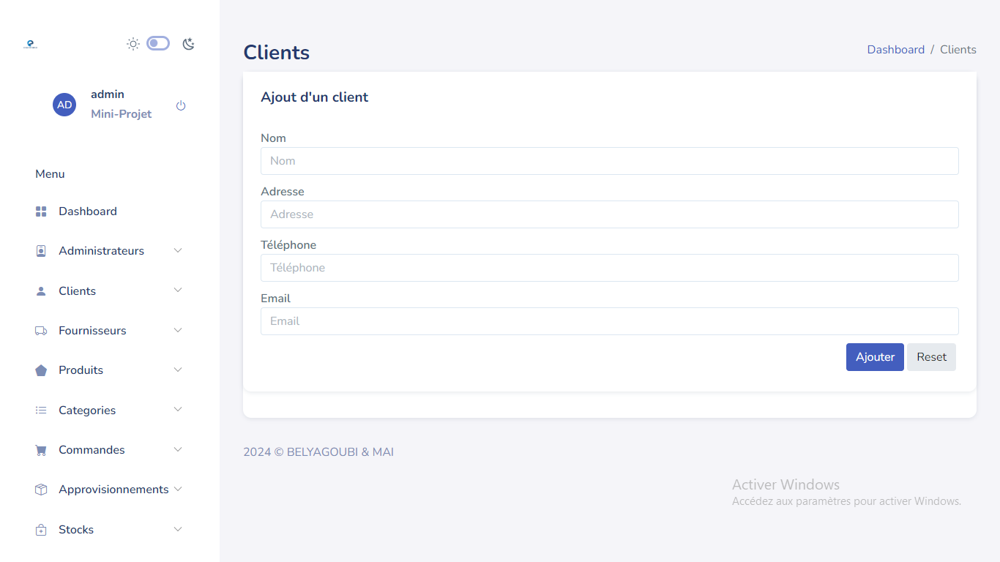 AD
admin
Mini-Projet
Menu
Dashboard
Administrateurs
Clients
Fournisseurs
Produits
Categories
Commandes
Approvisionnements
Stocks
Clients
Dashboard / Clients
Ajout d'un client
Nom
Nom
Adresse
Adresse
Téléphone
Téléphone
Email
Email
Ajouter Reset
2024 © BELYAGOUBI & MAI
Activer Windows
Accédez aux paramètres pour activer Windows.